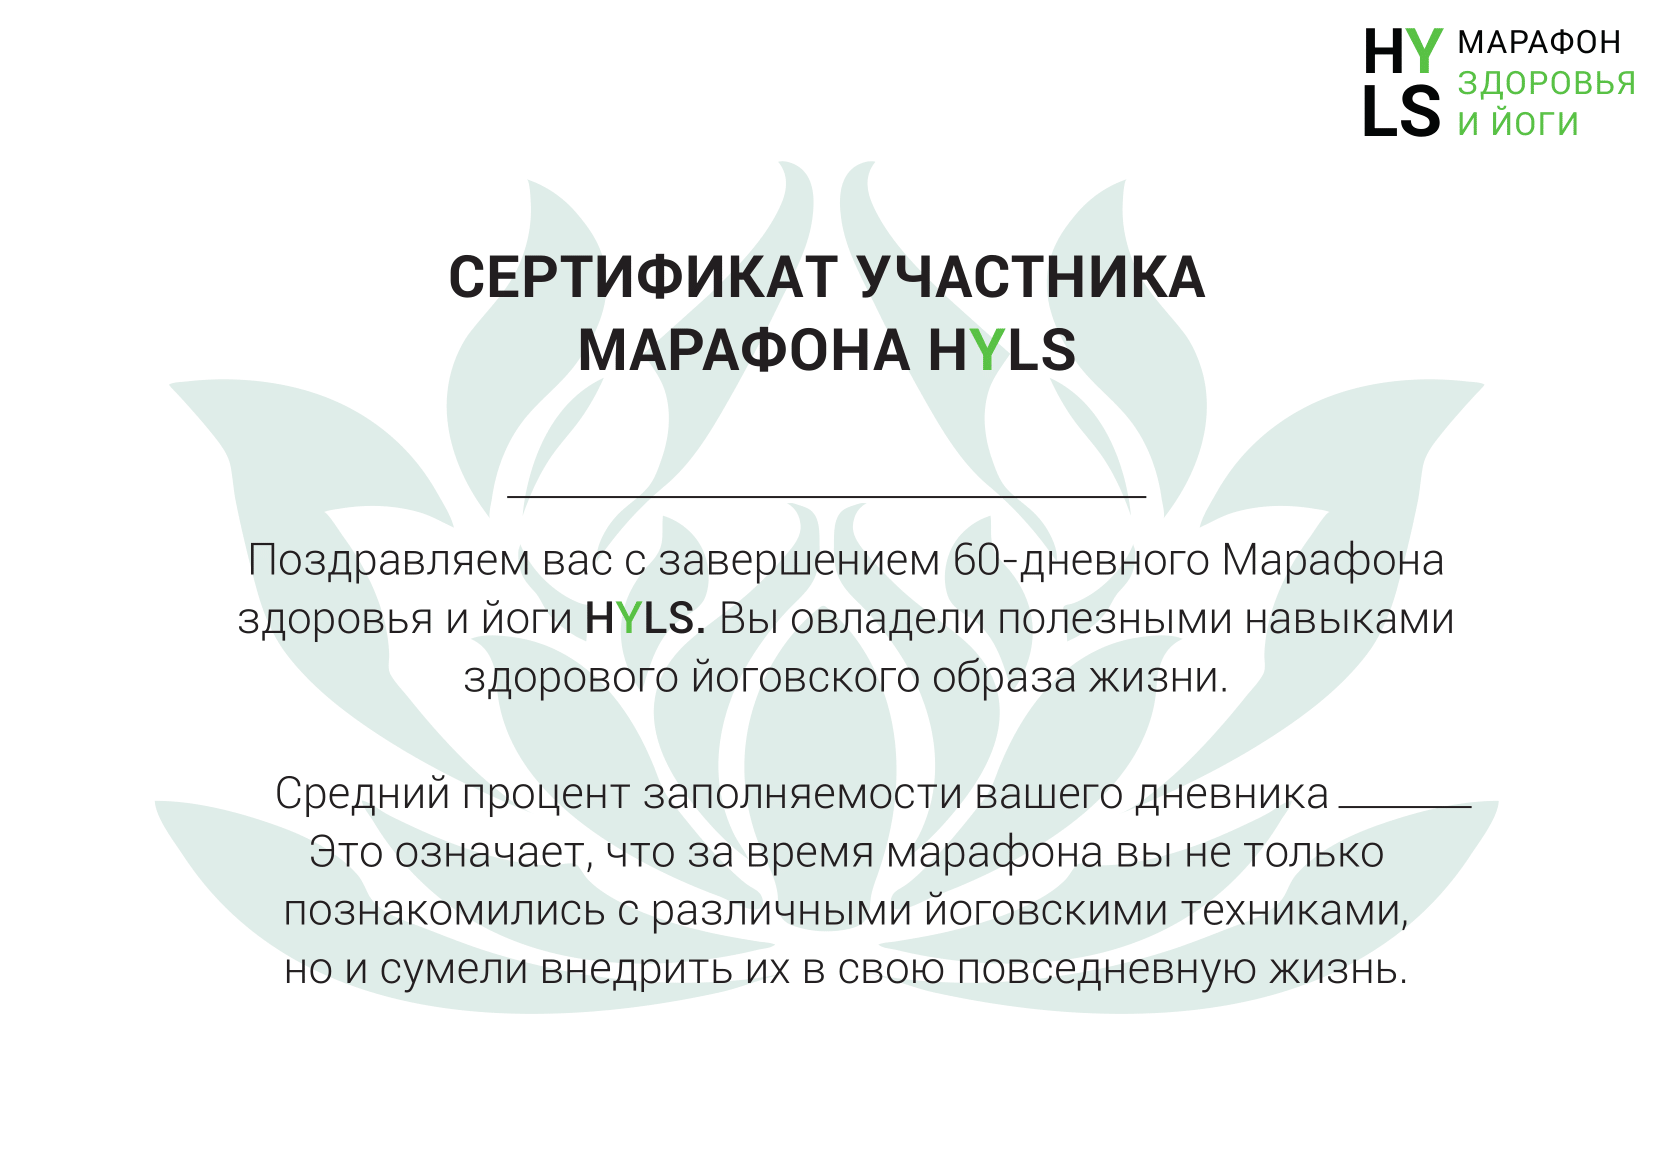 HY
LS
МАРАФОН
ЗДОРОВЬЯ
И ЙОГИ
СЕРТИФИКАТ УЧАСТНИКА
МАРАФОНА HYLS
Поздравляем вас с завершением 60-дневного Марафона
здоровья и йоги HYLS. Вы овладели полезными навыками
здорового йоговского образа жизни.
Средний процент заполняемости вашего дневника
Это означает, что за время марафона вы не только
познакомились с различными йоговскими техниками,
но и сумели внедрить их в свою повседневную жизнь.